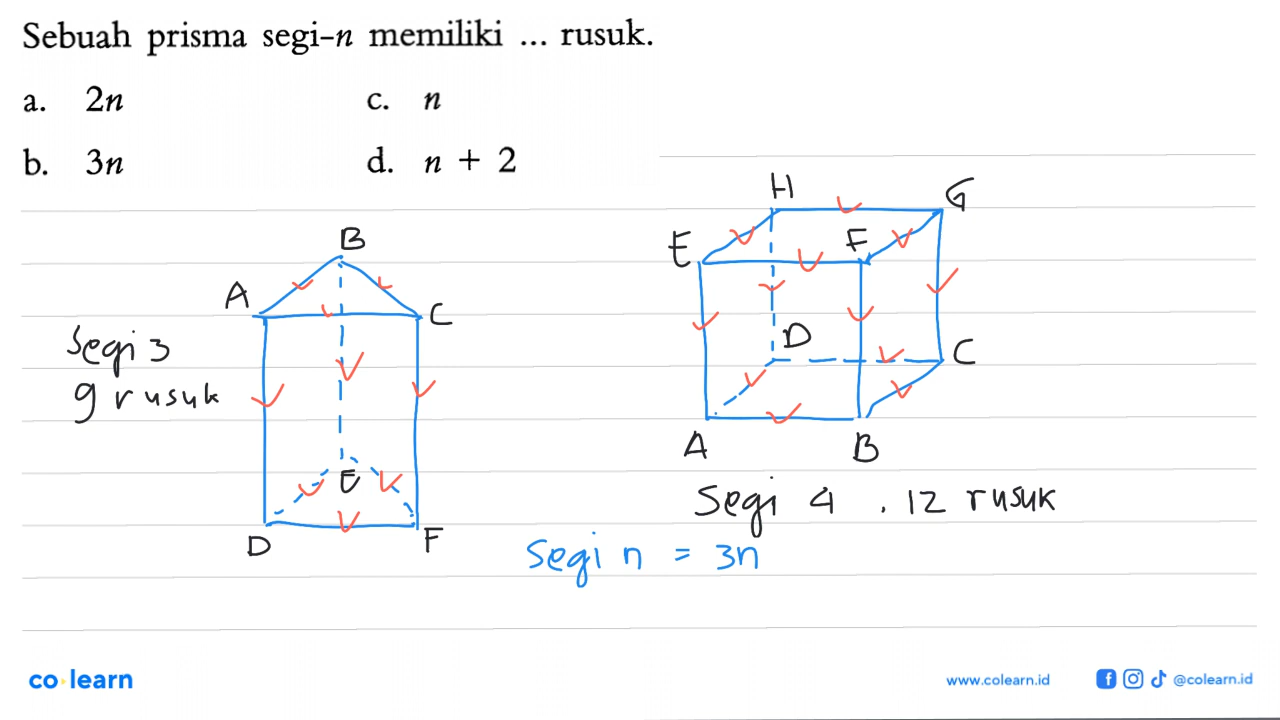 Sebuah prisma segi-n memiliki ... rusuk.
a. 2n c. n
b. 3n d. n + 2
H G
E F
B
A C
D C
Segi 3
9 rusuk
A B
E
Segi 4 . 12 rusuk
D F
Segi n = 3n
co·learn www.colearn.id @colearn.id